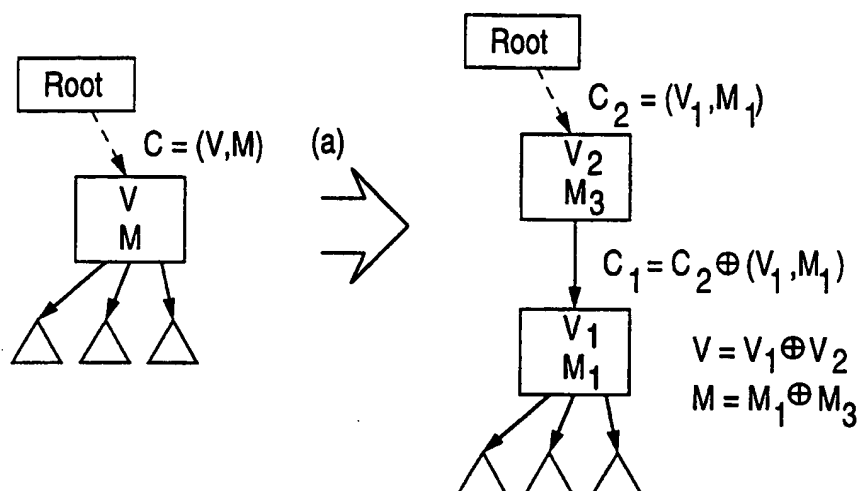 Root
C = (V,M)
V
M
(a)
Root
C₂ = (V₁,M₁)
V₂
M₃
C₁ = C₂ ⊕ (V₁,M₁)
V₁
M₁
V = V₁ ⊕ V₂
M = M₁ ⊕ M₃